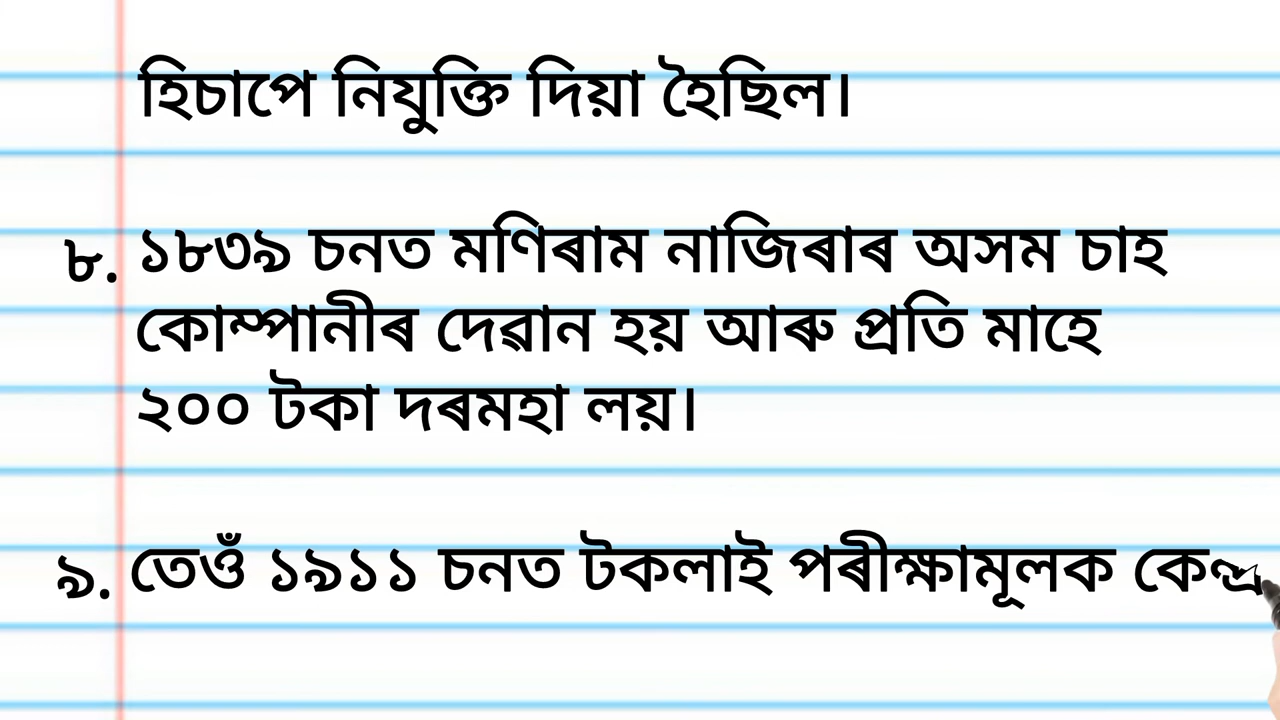 হিচাপে নিযুক্তি দিয়া হৈছিল।
৮. ১৮৩৯ চনত মণিৰাম নাজিৰাৰ অসম চাহ
কোম্পানীৰ দেৱান হয় আৰু প্ৰতি মাহে
২০০ টকা দৰমহা লয়।
৯. তেওঁ ১৯১১ চনত টকলাই পৰীক্ষামূলক